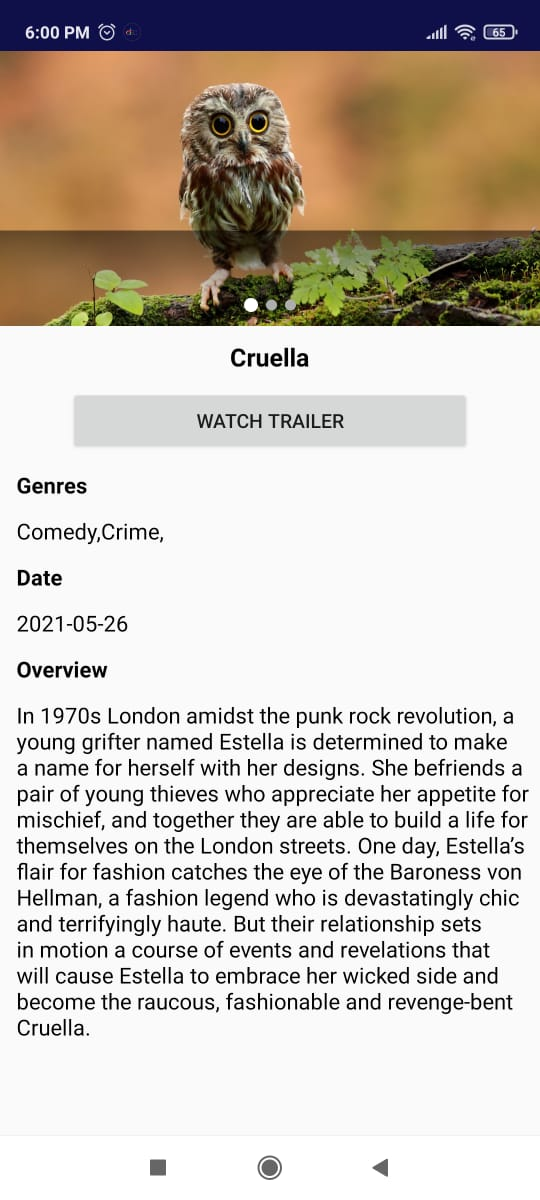 6:00 PM
65
Cruella
WATCH TRAILER
Genres
Comedy,Crime,
Date
2021-05-26
Overview
In 1970s London amidst the punk rock revolution, a
young grifter named Estella is determined to make
a name for herself with her designs. She befriends a
pair of young thieves who appreciate her appetite for
mischief, and together they are able to build a life for
themselves on the London streets. One day, Estella’s
flair for fashion catches the eye of the Baroness von
Hellman, a fashion legend who is devastatingly chic
and terrifyingly haute. But their relationship sets
in motion a course of events and revelations that
will cause Estella to embrace her wicked side and
become the raucous, fashionable and revenge-bent
Cruella.